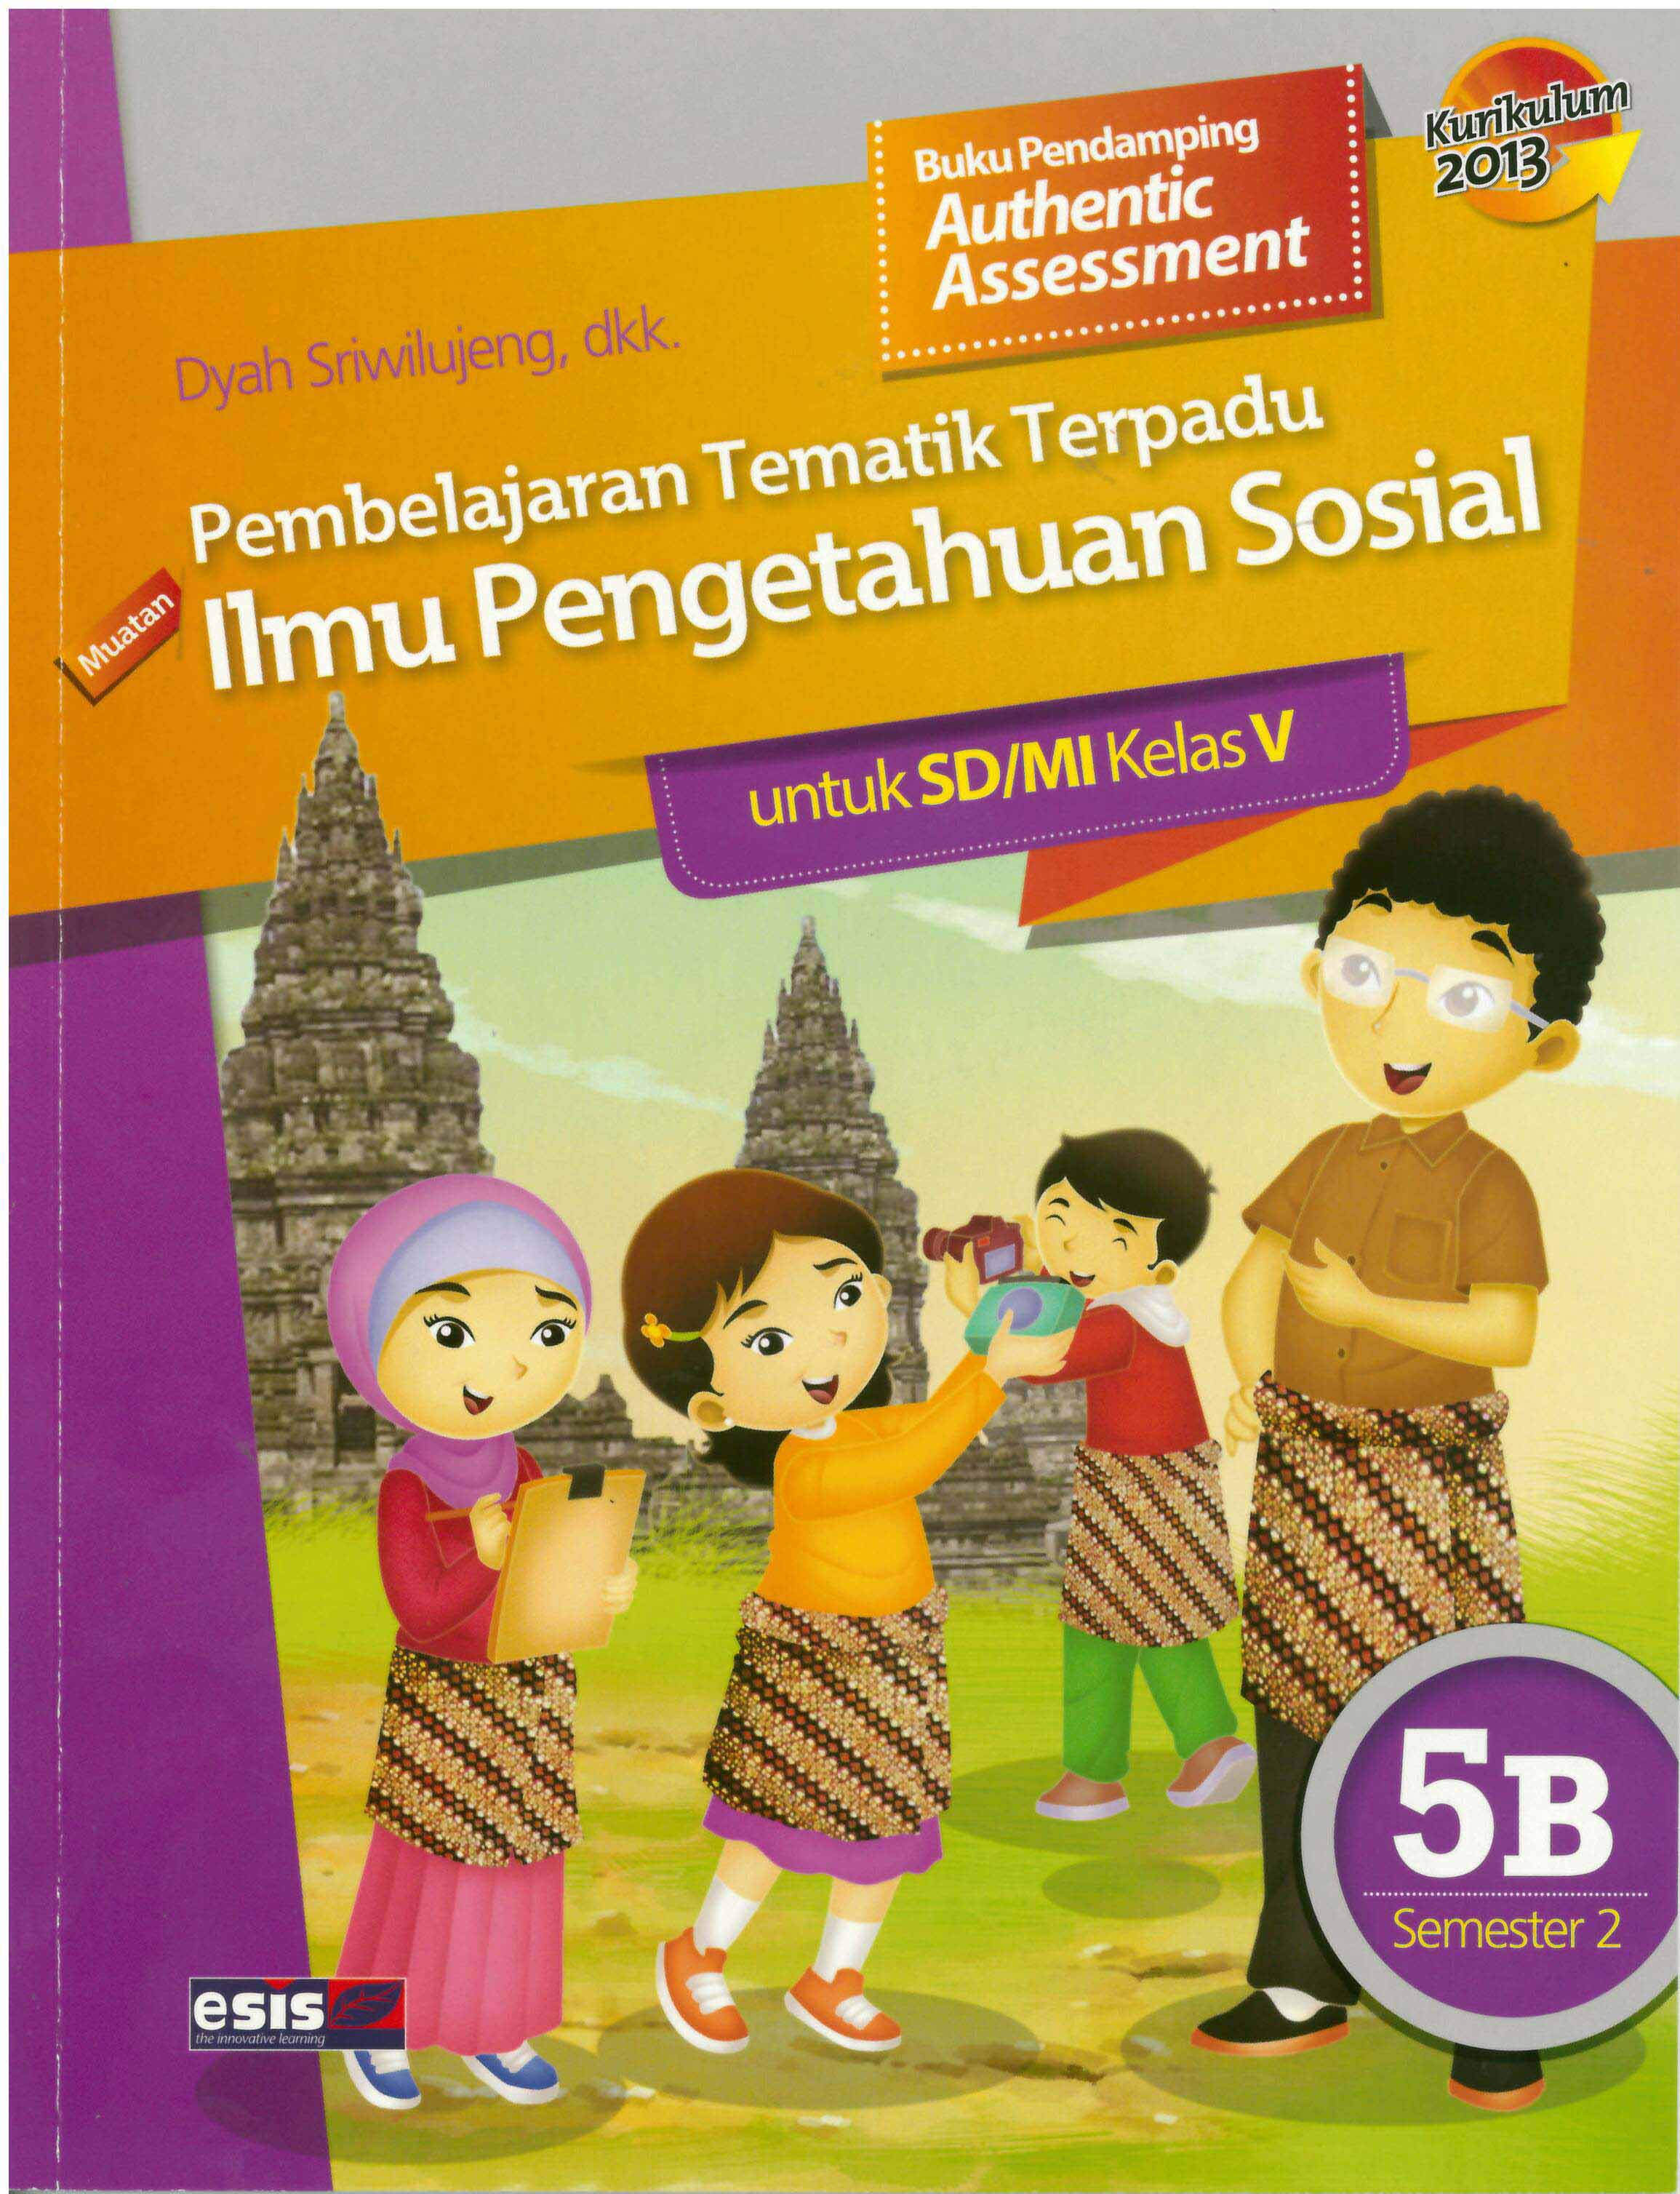 Kurikulum
2013
Buku Pendamping
Authentic
Assessment
Dyah Sriwilujeng, dkk.
Pembelajaran Tematik Terpadu
Muatan
Ilmu Pengetahuan Sosial
untuk SD/MI Kelas V
5B
Semester 2
esis
the innovative learning